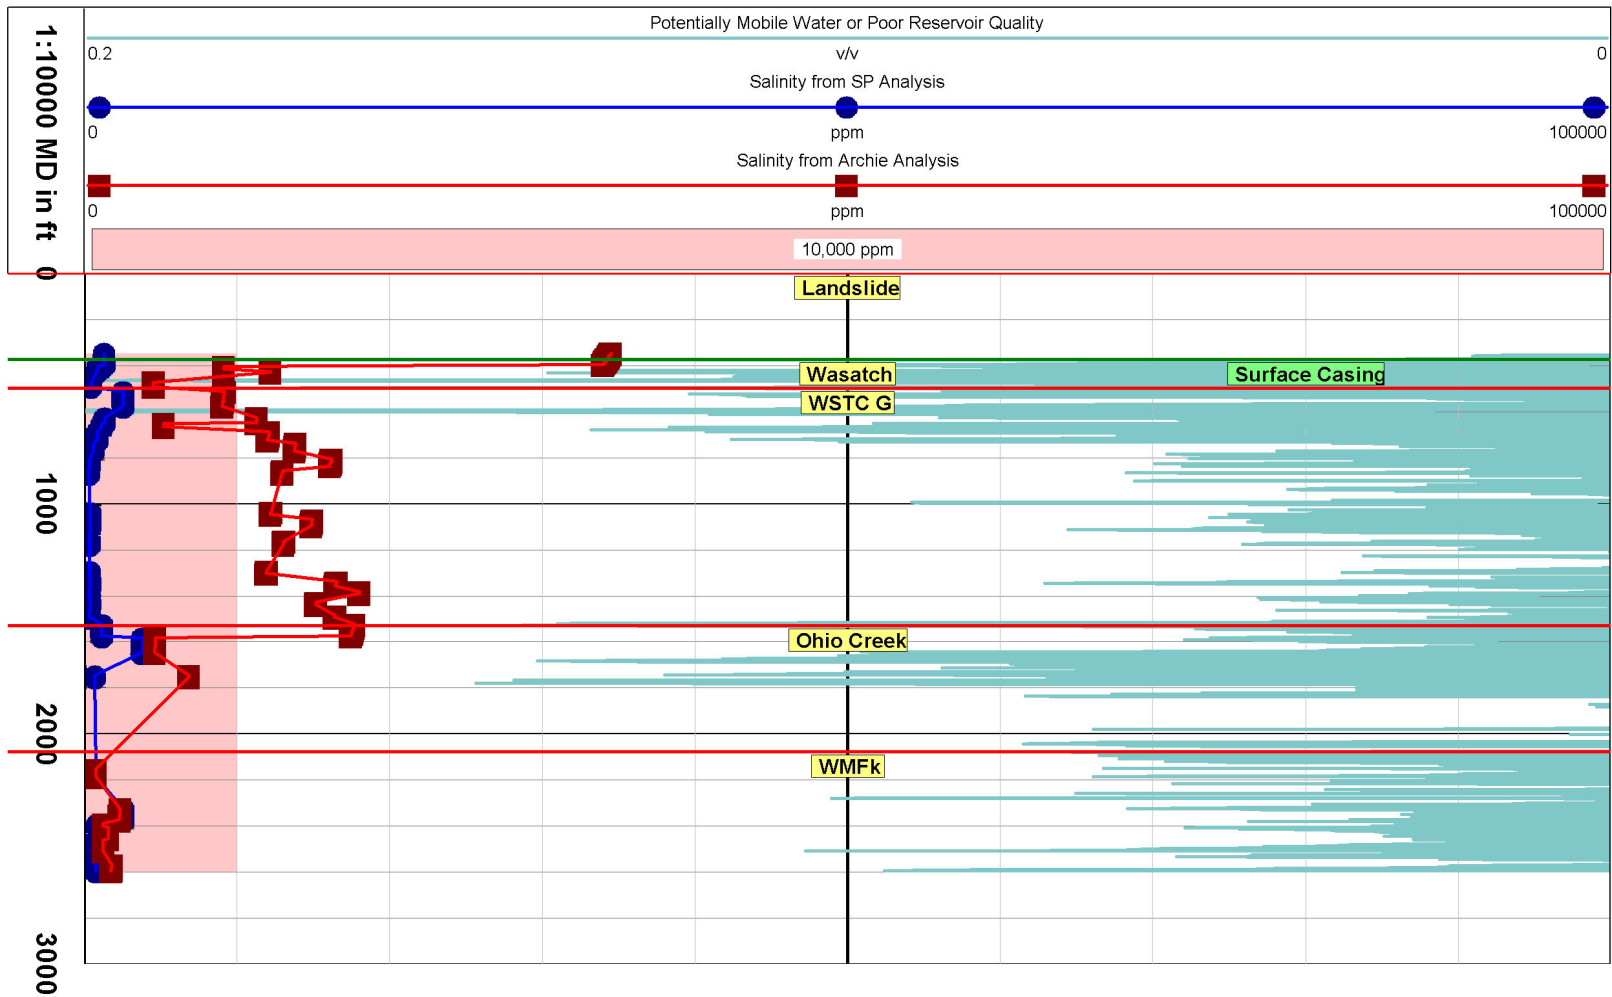 1:10000 MD in ft
Potentially Mobile Water or Poor Reservoir Quality
0.2 v/v 0
Salinity from SP Analysis
0 ppm 100000
Salinity from Archie Analysis
0 ppm 100000
10,000 ppm
0
Landslide
Wasatch
Surface Casing
WSTC G
1000
Ohio Creek
2000
WMFk
3000